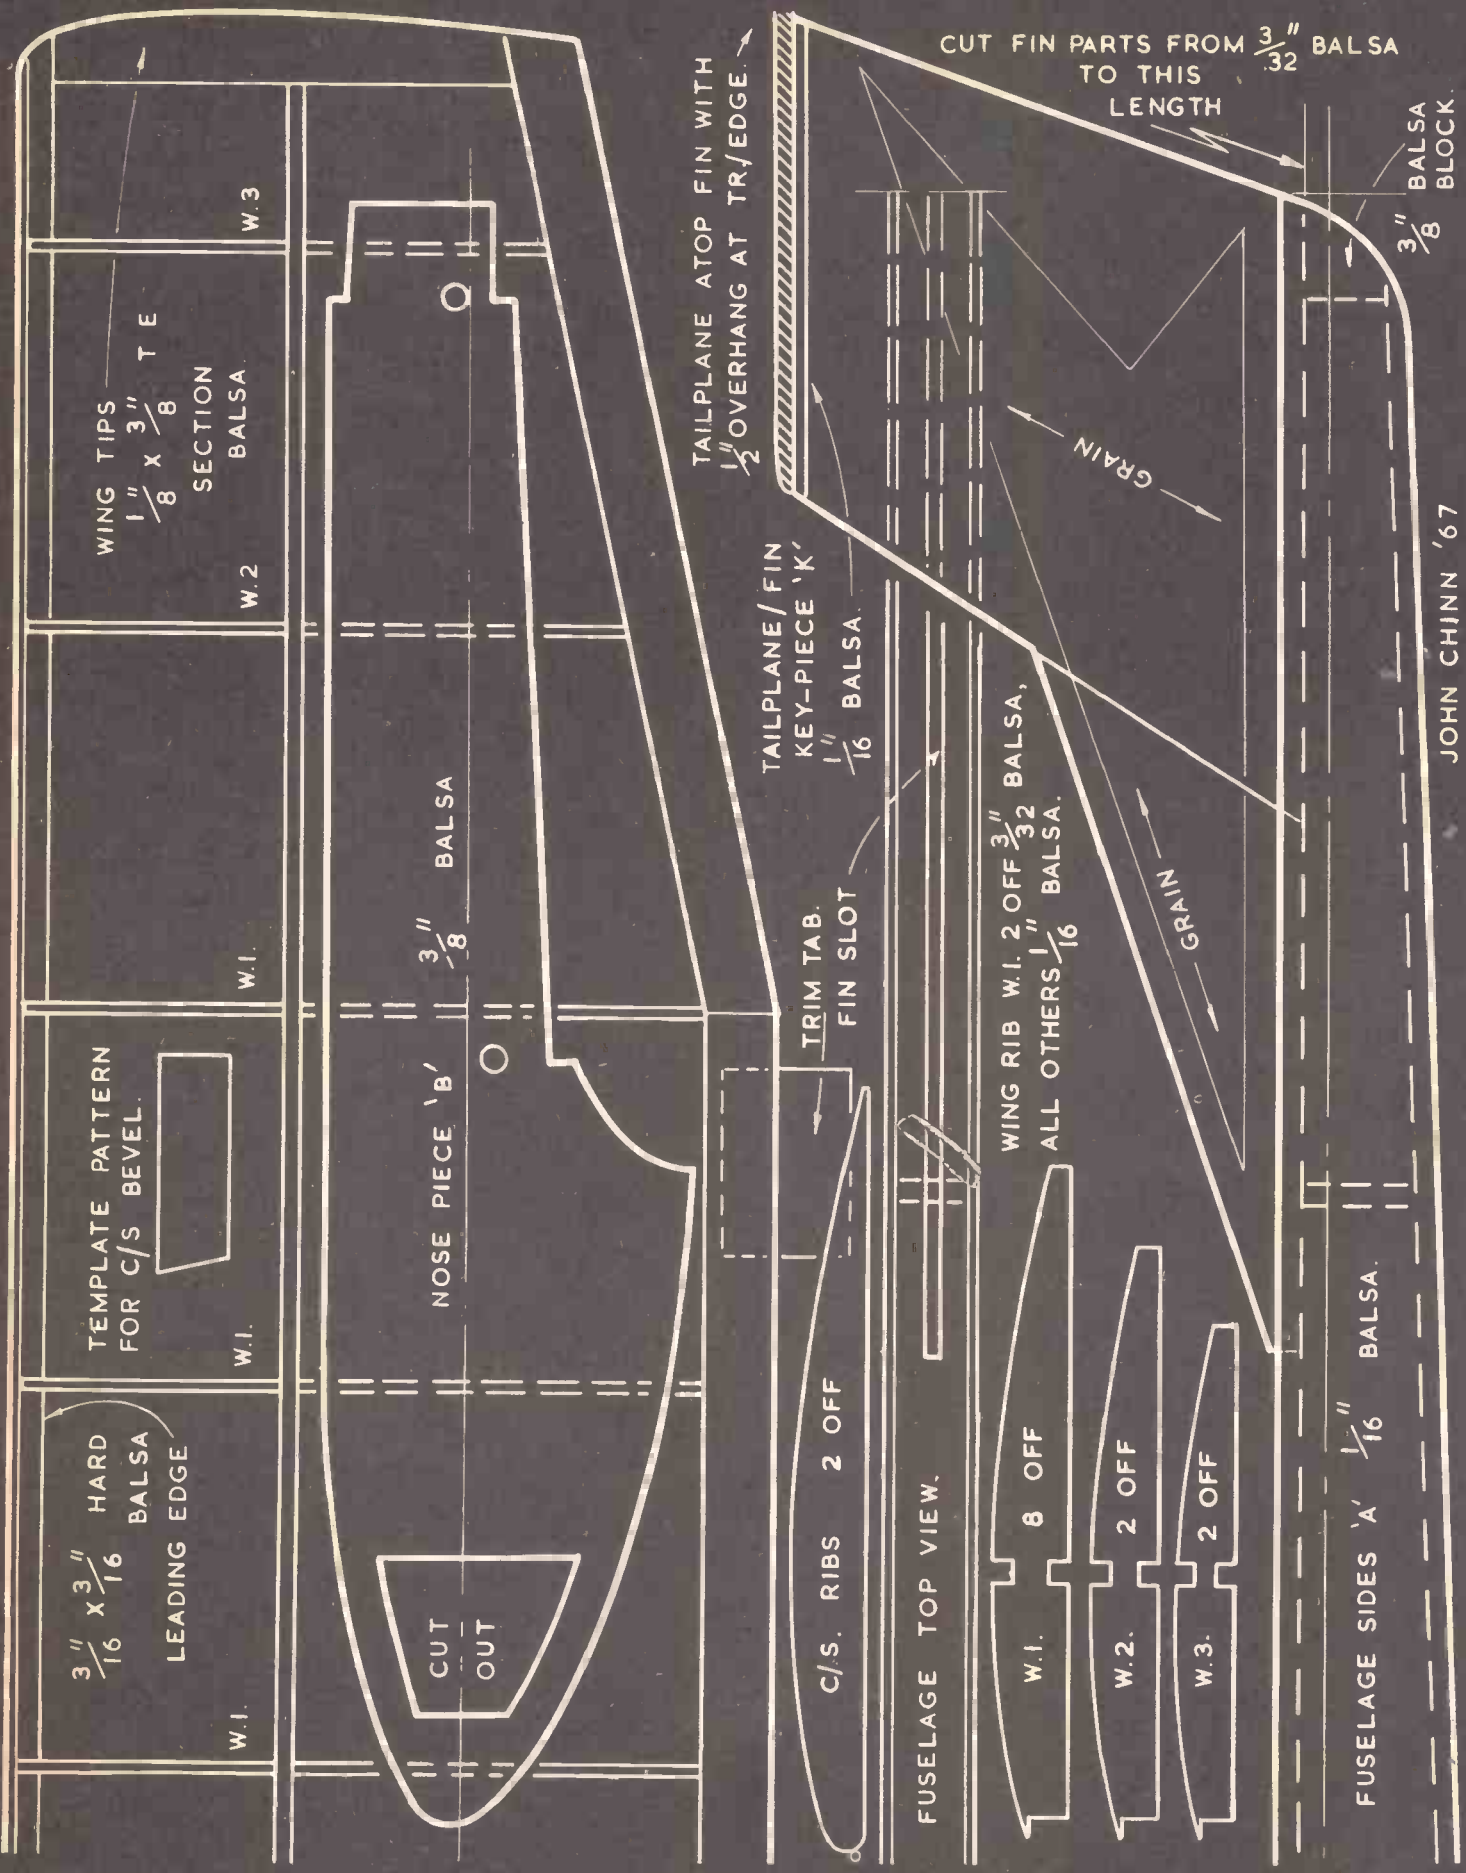 CUT FIN PARTS FROM 3/32" BALSA
TO THIS
LENGTH
3/8" BALSA
BLOCK.
TAILPLANE ATOP FIN WITH
1/2" OVERHANG AT TR/EDGE.
W.3
WING TIPS
1/8" X 3/8" T E
SECTION
BALSA.
W.2
TAILPLANE/FIN
KEY-PIECE 'K'
1/16" BALSA.
GRAIN
JOHN CHINN '67
3/8" BALSA
NOSE PIECE 'B'
W.1.
TEMPLATE PATTERN
FOR C/S BEVEL.
W.1.
TRIM TAB.
FIN SLOT
WING RIB W.1. 2 OFF 3/32" BALSA,
ALL OTHERS 1/16" BALSA.
GRAIN
3/16" X 3/16" HARD
BALSA
LEADING EDGE
W.1.
CUT
OUT
C/S. RIBS 2 OFF
FUSELAGE TOP VIEW.
W.1. 8 OFF
W.2. 2 OFF
W.3. 2 OFF
FUSELAGE SIDES 'A' 1/16" BALSA.